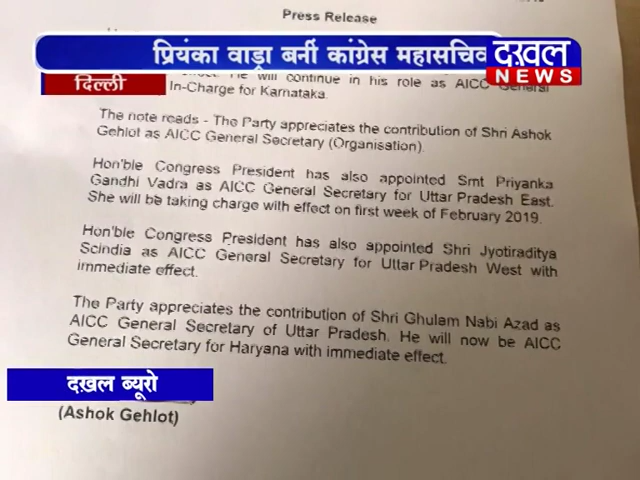 Press Release
प्रियंका वाड्रा बनीं कांग्रेस महासचिव
दखल
NEWS
दिल्ली
He will continue in his role as AICC General
In-Charge for Karnataka.
The note reads - The Party appreciates the contribution of Shri Ashok
Gehlot as AICC General Secretary (Organisation).
Hon'ble Congress President has also appointed Smt Priyanka
Gandhi Vadra as AICC General Secretary for Uttar Pradesh East.
She will be taking charge with effect on first week of February 2019.
Hon'ble Congress President has also appointed Shri Jyotiraditya
Scindia as AICC General Secretary for Uttar Pradesh West with
immediate effect.
The Party appreciates the contribution of Shri Ghulam Nabi Azad as
AICC General Secretary of Uttar Pradesh. He will now be AICC
General Secretary for Haryana with immediate effect.
दख़ल ब्यूरो
(Ashok Gehlot)